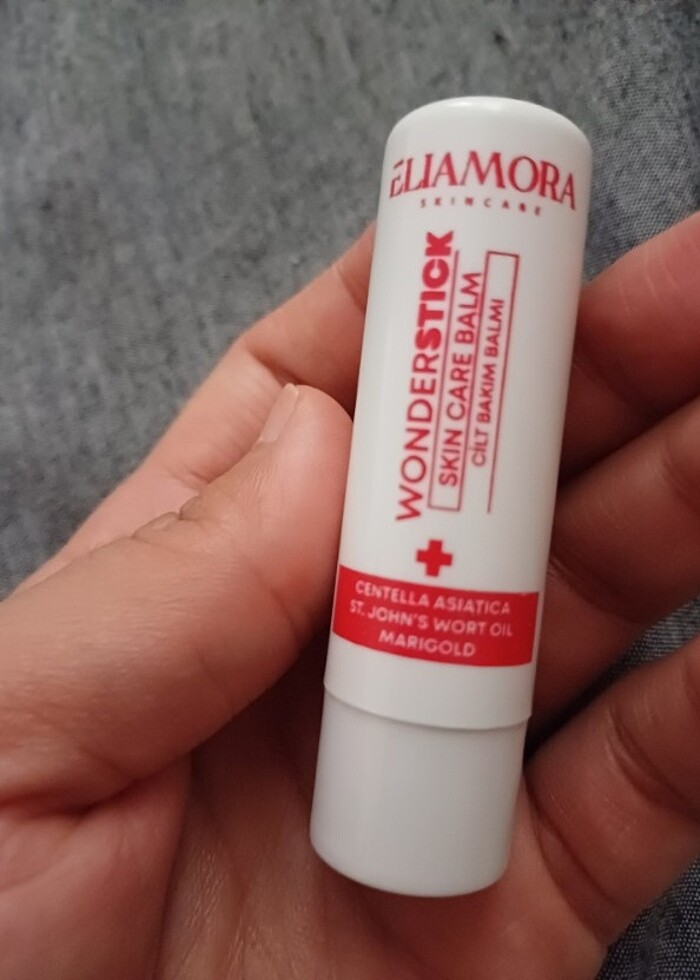 ELIAMORA
SKINCARE
WONDERSTICK
SKIN CARE BALM
CİLT BAKIM BALMI
CENTELLA ASIATICA
ST. JOHN'S WORT OIL
MARIGOLD